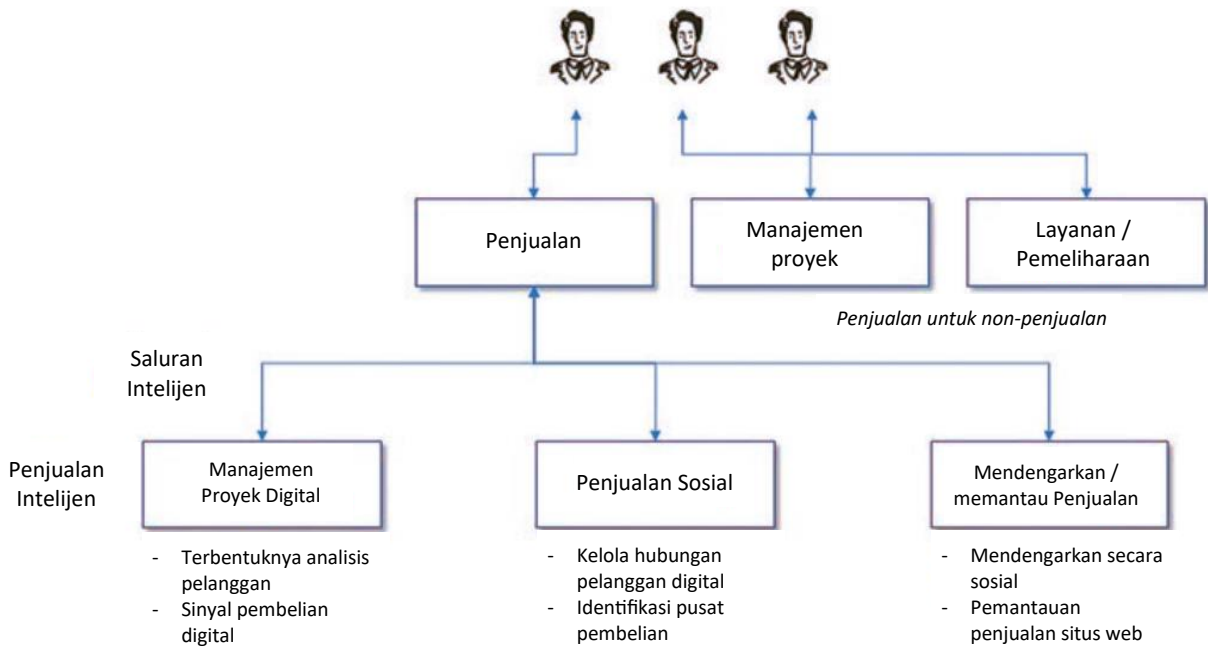 Penjualan
Manajemen
proyek
Layanan /
Pemeliharaan
Penjualan untuk non-penjualan
Saluran
Intelijen
Penjualan
Intelijen
Manajemen
Proyek Digital
Penjualan Sosial
Mendengarkan /
memantau Penjualan
- Terbentuknya analisis
pelanggan
- Sinyal pembelian
digital
- Kelola hubungan
pelanggan digital
- Identifikasi pusat
pembelian
- Mendengarkan secara
sosial
- Pemantauan
penjualan situs web